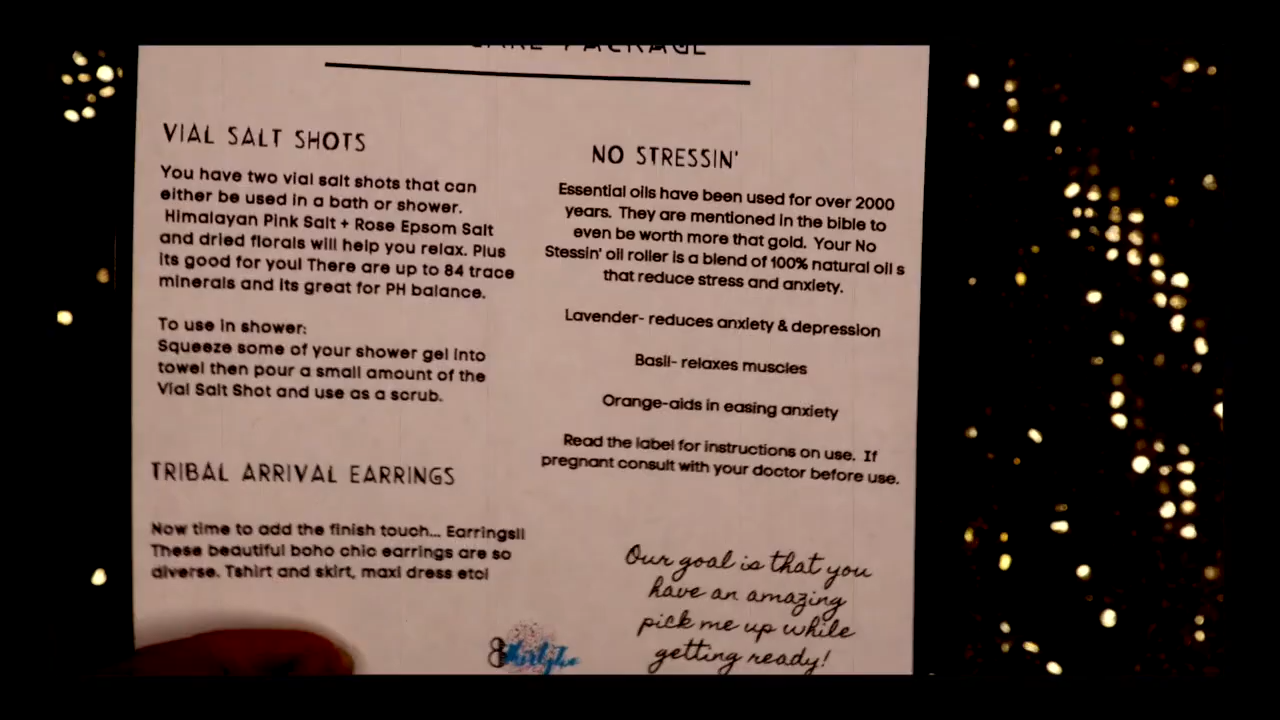 CARE PACKAGE
VIAL SALT SHOTS
You have two vial salt shots that can
either be used in a bath or shower.
Himalayan Pink Salt + Rose Epsom Salt
and dried florals will help you relax. Plus
its good for you! There are up to 84 trace
minerals and its great for PH balance.
To use in shower:
Squeeze some of your shower gel into
towel then pour a small amount of the
Vial Salt Shot and use as a scrub.
TRIBAL ARRIVAL EARRINGS
Now time to add the finish touch... Earrings!!
These beautiful boho chic earrings are so
diverse. Tshirt and skirt, maxi dress etc!
NO STRESSIN'
Essential oils have been used for over 2000
years. They are mentioned in the bible to
even be worth more that gold. Your No
Stessin' oil roller is a blend of 100% natural oil s
that reduce stress and anxiety.
Lavender- reduces anxiety & depression
Basil- relaxes muscles
Orange-aids in easing anxiety
Read the label for instructions on use. If
pregnant consult with your doctor before use.
Our goal is that you
have an amazing
pick me up while
getting ready!
8